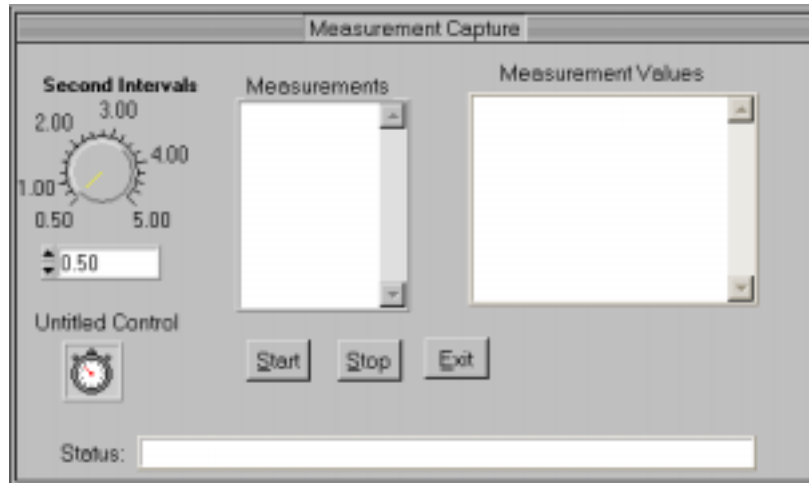 Measurement Capture
Second Intervals
Measurements
Measurement Values
3.00
2.00
4.00
1.00
0.50
5.00
0.50
Untitled Control
Start
Stop
Exit
Status: